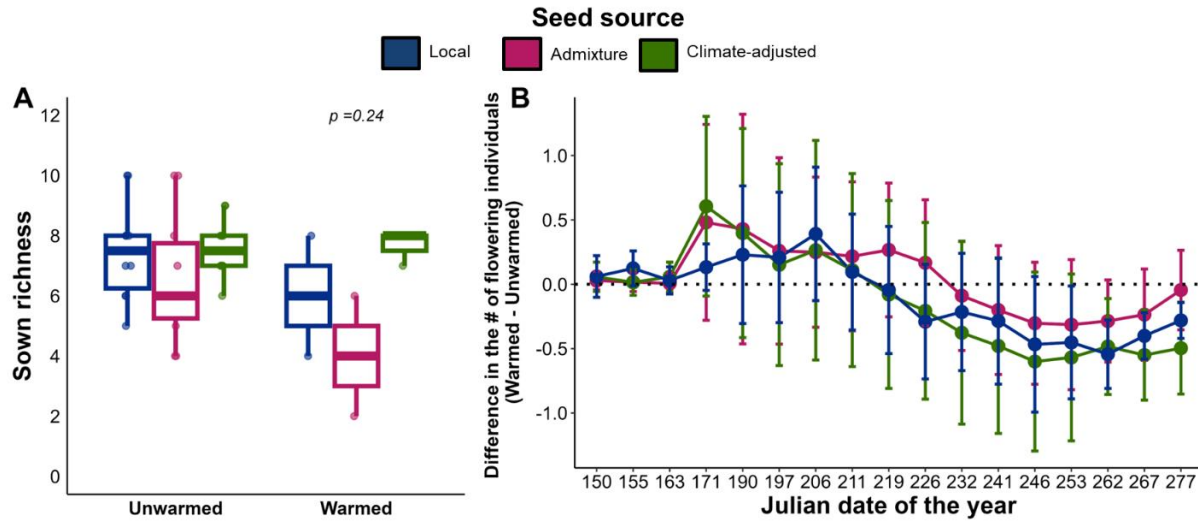 Seed source
Local Admixture Climate-adjusted
A
p =0.24
Sown richness
12
10
8
6
4
2
0
Unwarmed Warmed
B
Difference in the # of flowering individuals
(Warmed - Unwarmed)
1.0
0.5
0.0
-0.5
-1.0
150 155 163 171 190 197 206 211 219 226 232 241 246 253 262 267 277
Julian date of the year